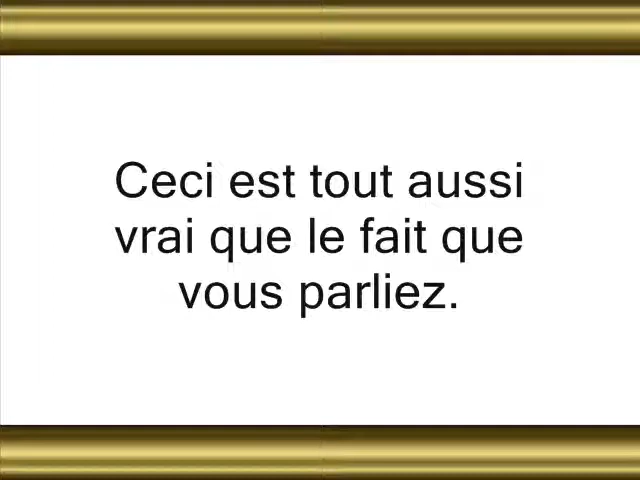 Ceci est tout aussi
vrai que le fait que
vous parliez.